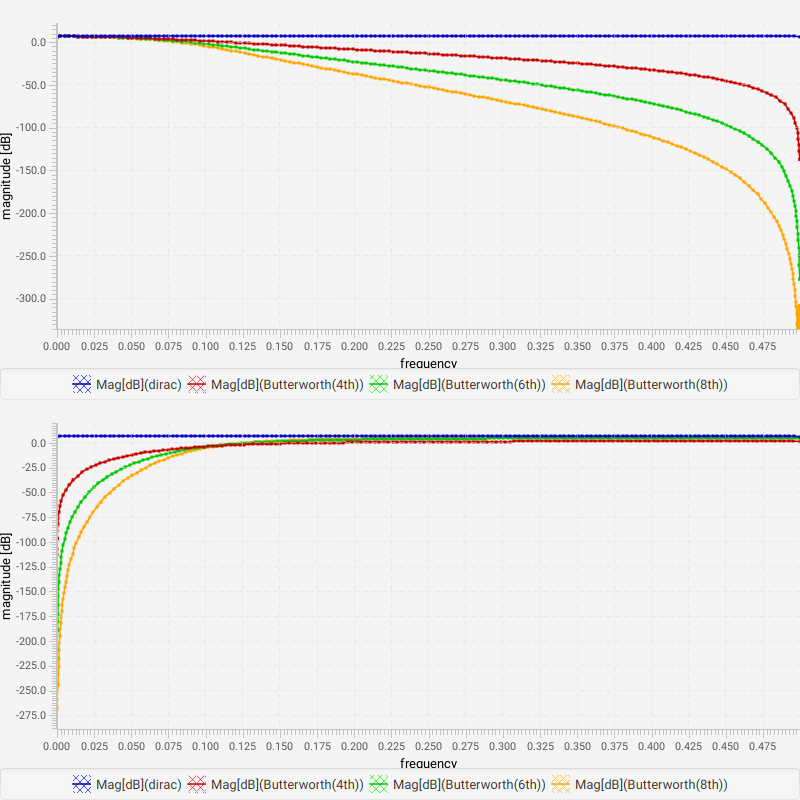 magnitude [dB]
0.0
-50.0
-100.0
-150.0
-200.0
-250.0
-300.0
0.000 0.025 0.050 0.075 0.100 0.125 0.150 0.175 0.200 0.225 0.250 0.275 0.300 0.325 0.350 0.375 0.400 0.425 0.450 0.475
frequency
Mag[dB](dirac) Mag[dB](Butterworth(4th)) Mag[dB](Butterworth(6th)) Mag[dB](Butterworth(8th))
magnitude [dB]
0.0
-25.0
-50.0
-75.0
-100.0
-125.0
-150.0
-175.0
-200.0
-225.0
-250.0
-275.0
0.000 0.025 0.050 0.075 0.100 0.125 0.150 0.175 0.200 0.225 0.250 0.275 0.300 0.325 0.350 0.375 0.400 0.425 0.450 0.475
frequency
Mag[dB](dirac) Mag[dB](Butterworth(4th)) Mag[dB](Butterworth(6th)) Mag[dB](Butterworth(8th))